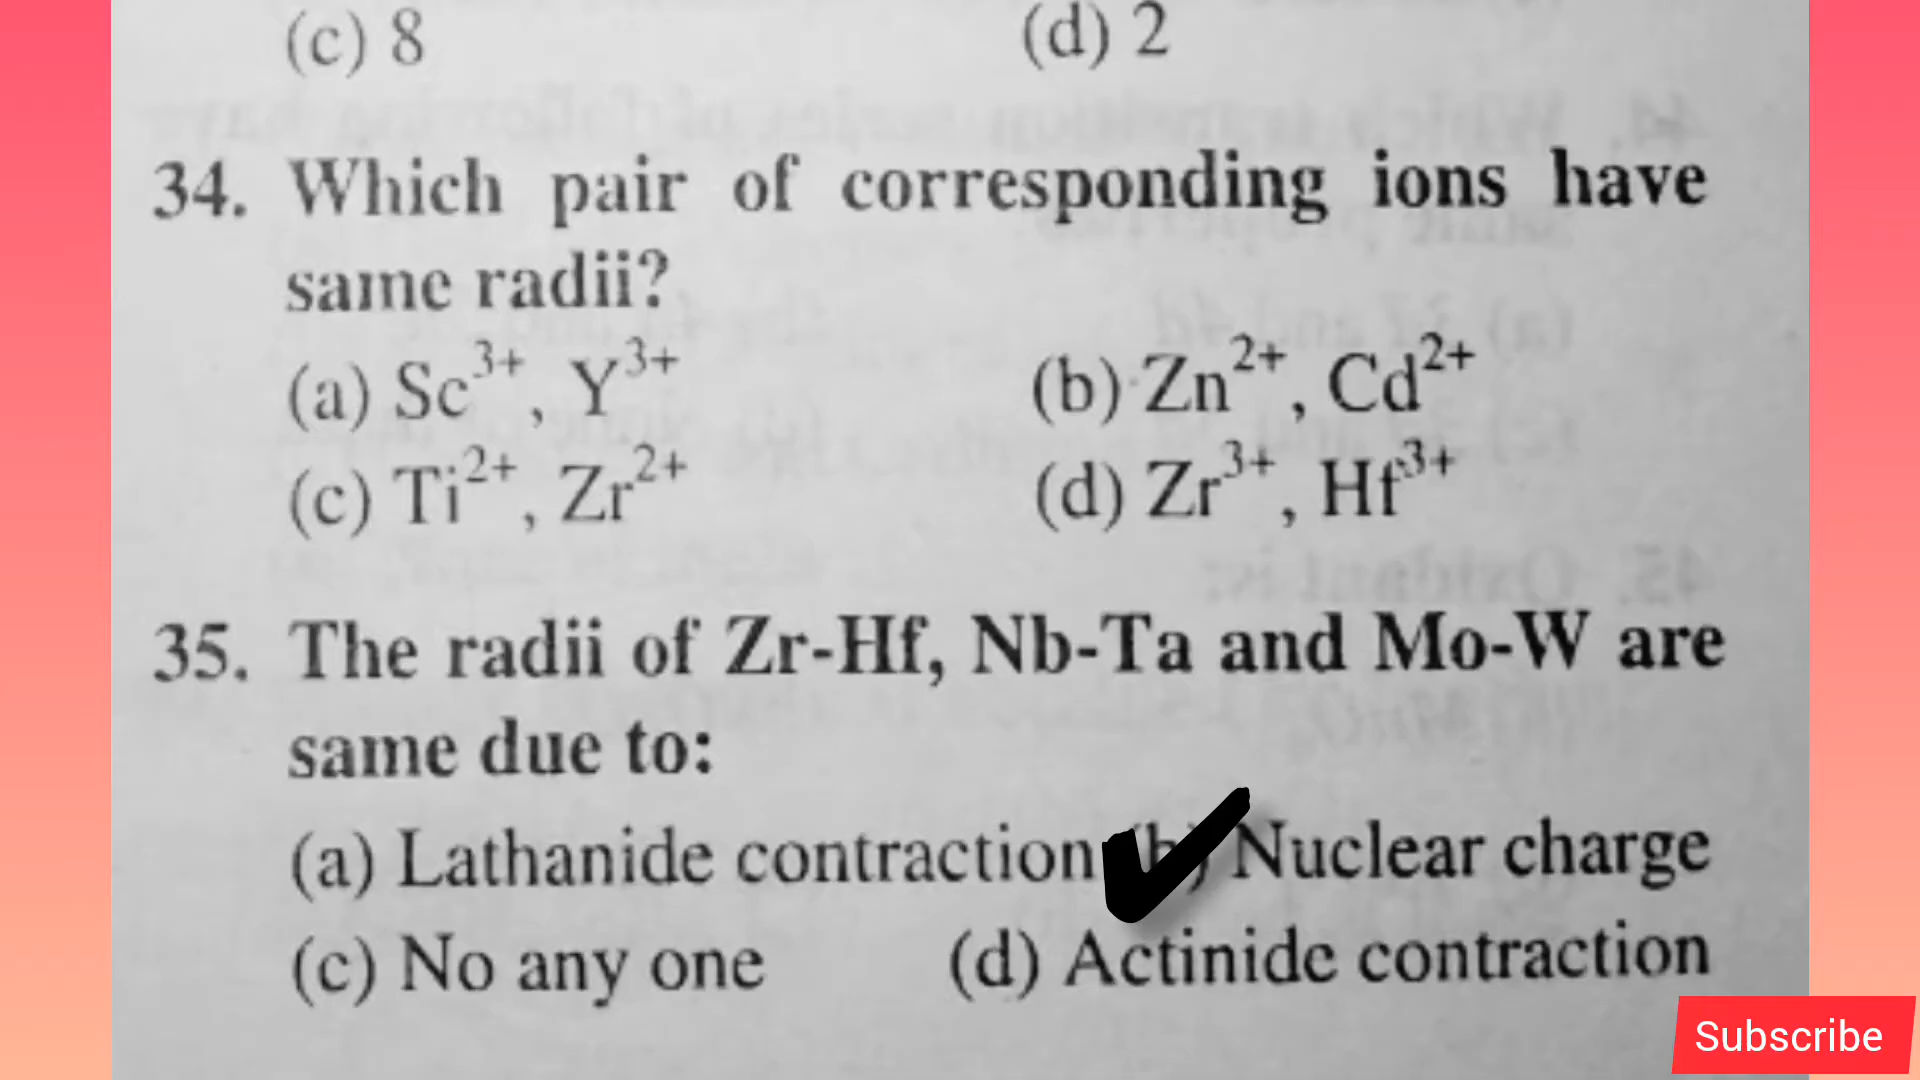 (c) 8 (d) 2
34. Which pair of corresponding ions have
same radii?
(a) Sc³⁺, Y³⁺ (b) Zn²⁺, Cd²⁺
(c) Ti²⁺, Zr²⁺ (d) Zr³⁺, Hf³⁺
35. The radii of Zr-Hf, Nb-Ta and Mo-W are
same due to:
(a) Lathanide contraction (b) Nuclear charge
(c) No any one (d) Actinide contraction
Subscribe